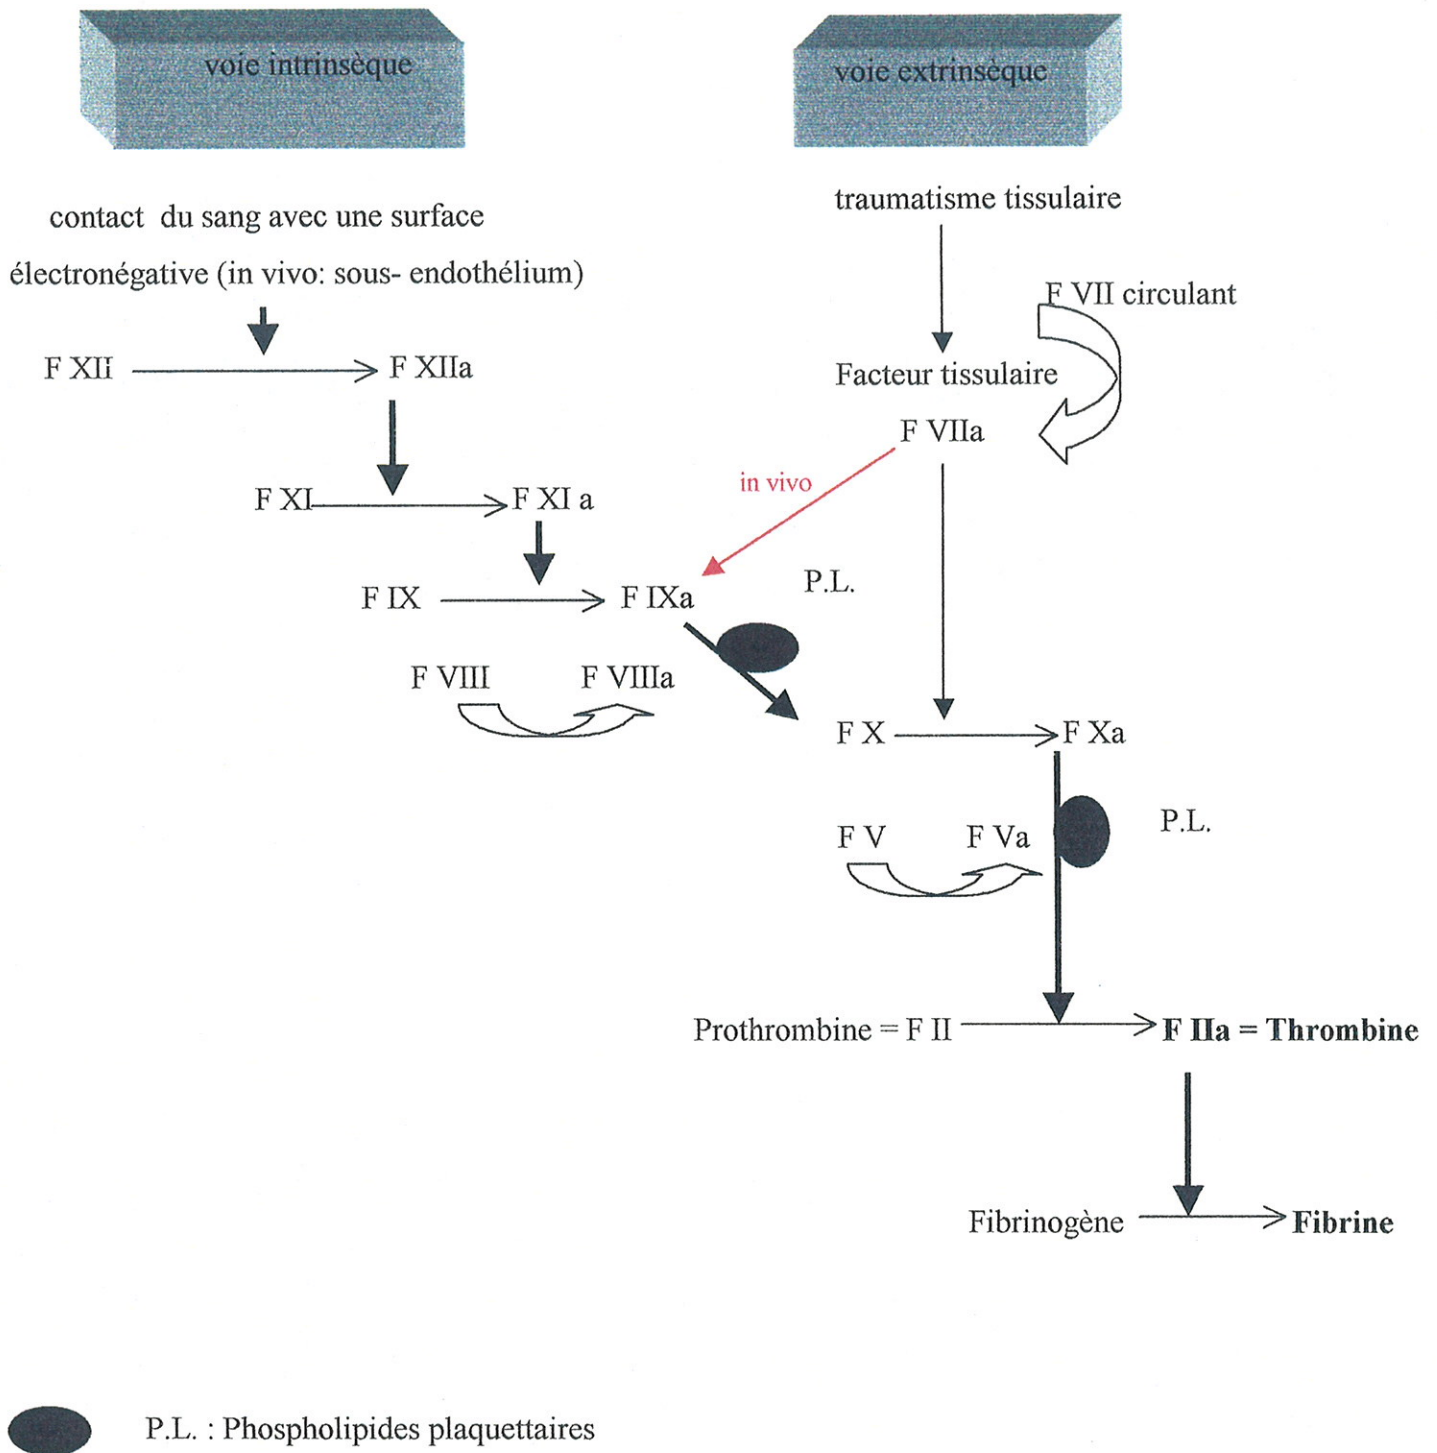 voie intrinsèque
voie extrinsèque
traumatisme tissulaire
contact du sang avec une surface
électronégative (in vivo: sous- endothélium)
F VII circulant
F XII
F XIIa
Facteur tissulaire
F VIIa
in vivo
F XI
F XI a
P.L.
F IX
F IXa
F VIII
F VIIIa
F X
F Xa
P.L.
F V
F Va
Prothrombine = F II
F IIa = Thrombine
Fibrinogène
Fibrine
P.L. : Phospholipides plaquettaires